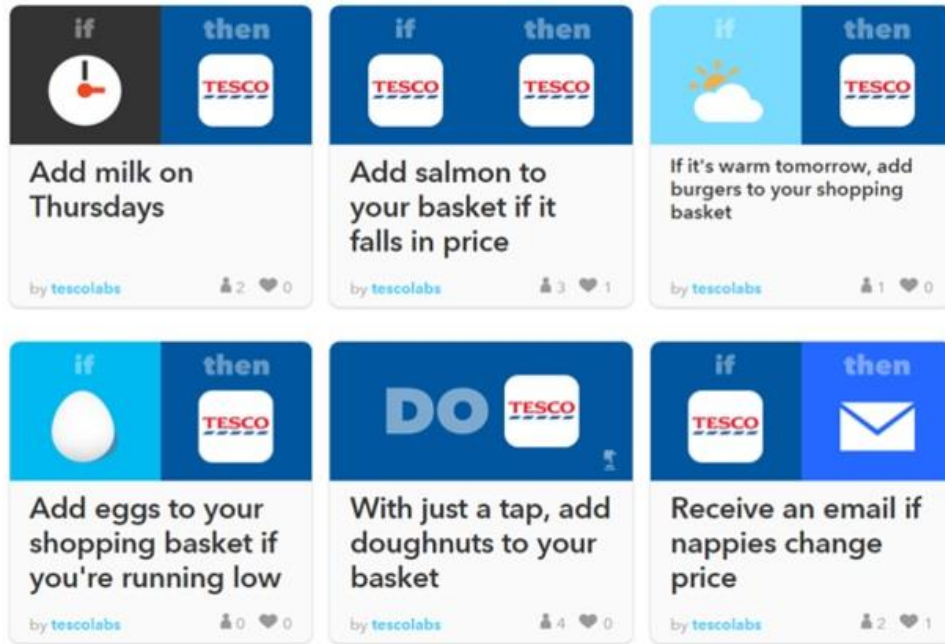 if then
TESCO
Add milk on
Thursdays
by tescolabs 2 0
if then
TESCO TESCO
Add salmon to
your basket if it
falls in price
by tescolabs 3 1
if then
TESCO
If it's warm tomorrow, add
burgers to your shopping
basket
by tescolabs 1 0
if then
TESCO
Add eggs to your
shopping basket if
you're running low
by tescolabs 0 0
DO TESCO
With just a tap, add
doughnuts to your
basket
by tescolabs 4 0
if then
TESCO
Receive an email if
nappies change
price
by tescolabs 2 1